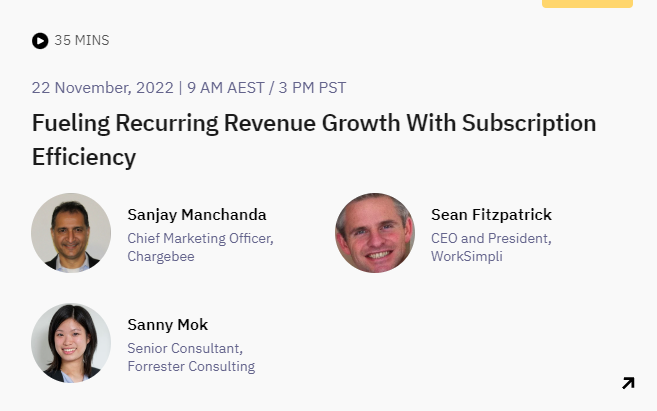 35 MINS
22 November, 2022 | 9 AM AEST / 3 PM PST
Fueling Recurring Revenue Growth With Subscription
Efficiency
Sanjay Manchanda
Chief Marketing Officer,
Chargebee
Sean Fitzpatrick
CEO and President,
WorkSimpli
Sanny Mok
Senior Consultant,
Forrester Consulting